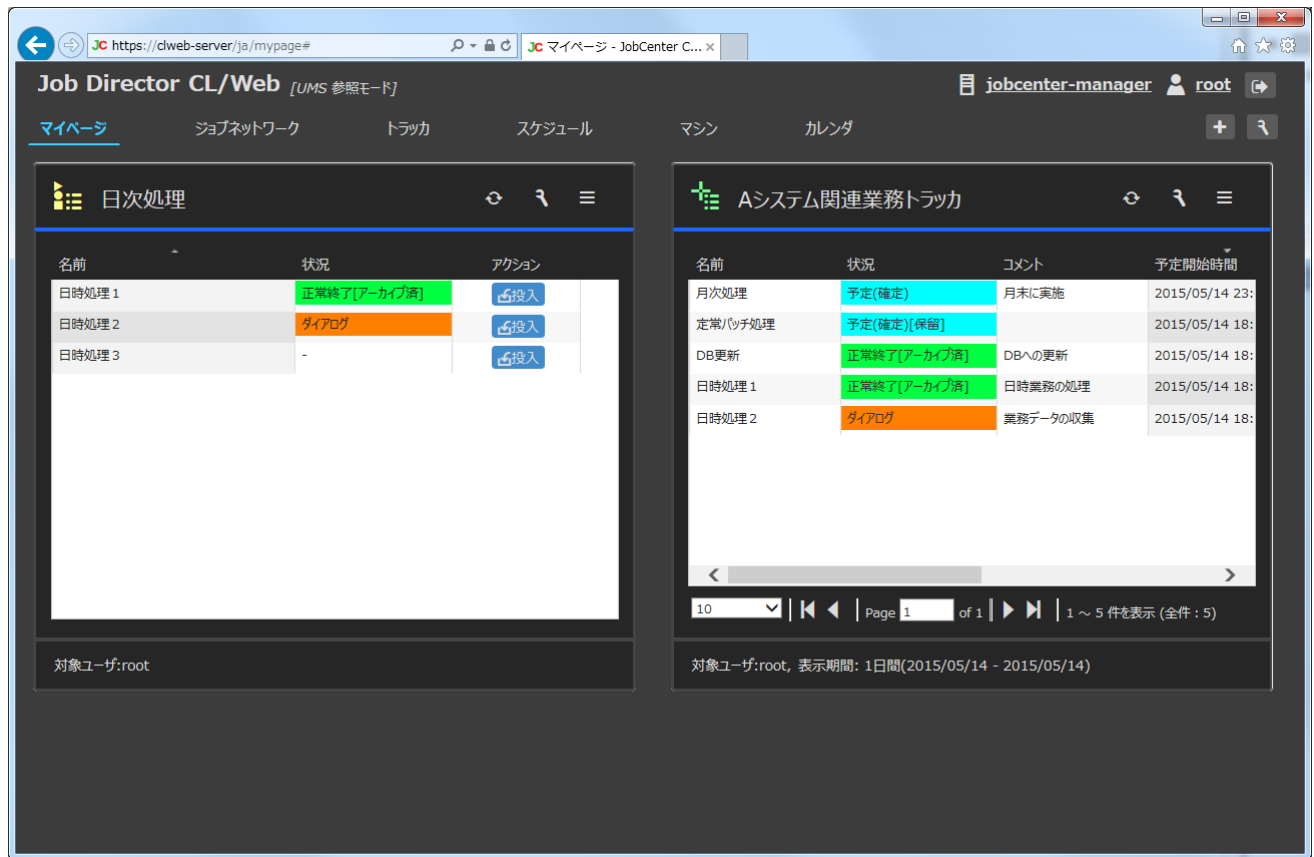 JC https://clweb-server/ja/mypage#
JC マイページ - JobCenter C... ×
Job Director CL/Web [UMS 参照モード]
jobcenter-manager root
マイページ ジョブネットワーク トラッカ スケジュール マシン カレンダ
日次処理
名前 状況 アクション
日時処理1 正常終了[アーカイブ済] 投入
日時処理2 ダイアログ 投入
日時処理3 - 投入
対象ユーザ:root
Aシステム関連業務トラッカ
名前 状況 コメント 予定開始時間
月次処理 予定(確定) 月末に実施 2015/05/14 23:
定常バッチ処理 予定(確定)[保留] 2015/05/14 18:
DB更新 正常終了[アーカイブ済] DBへの更新 2015/05/14 18:
日時処理1 正常終了[アーカイブ済] 日時業務の処理 2015/05/14 18:
日時処理2 ダイアログ 業務データの収集 2015/05/14 18:
10 Page 1 of 1 1 ～ 5 件を表示 (全件 : 5)
対象ユーザ:root, 表示期間: 1日間(2015/05/14 - 2015/05/14)